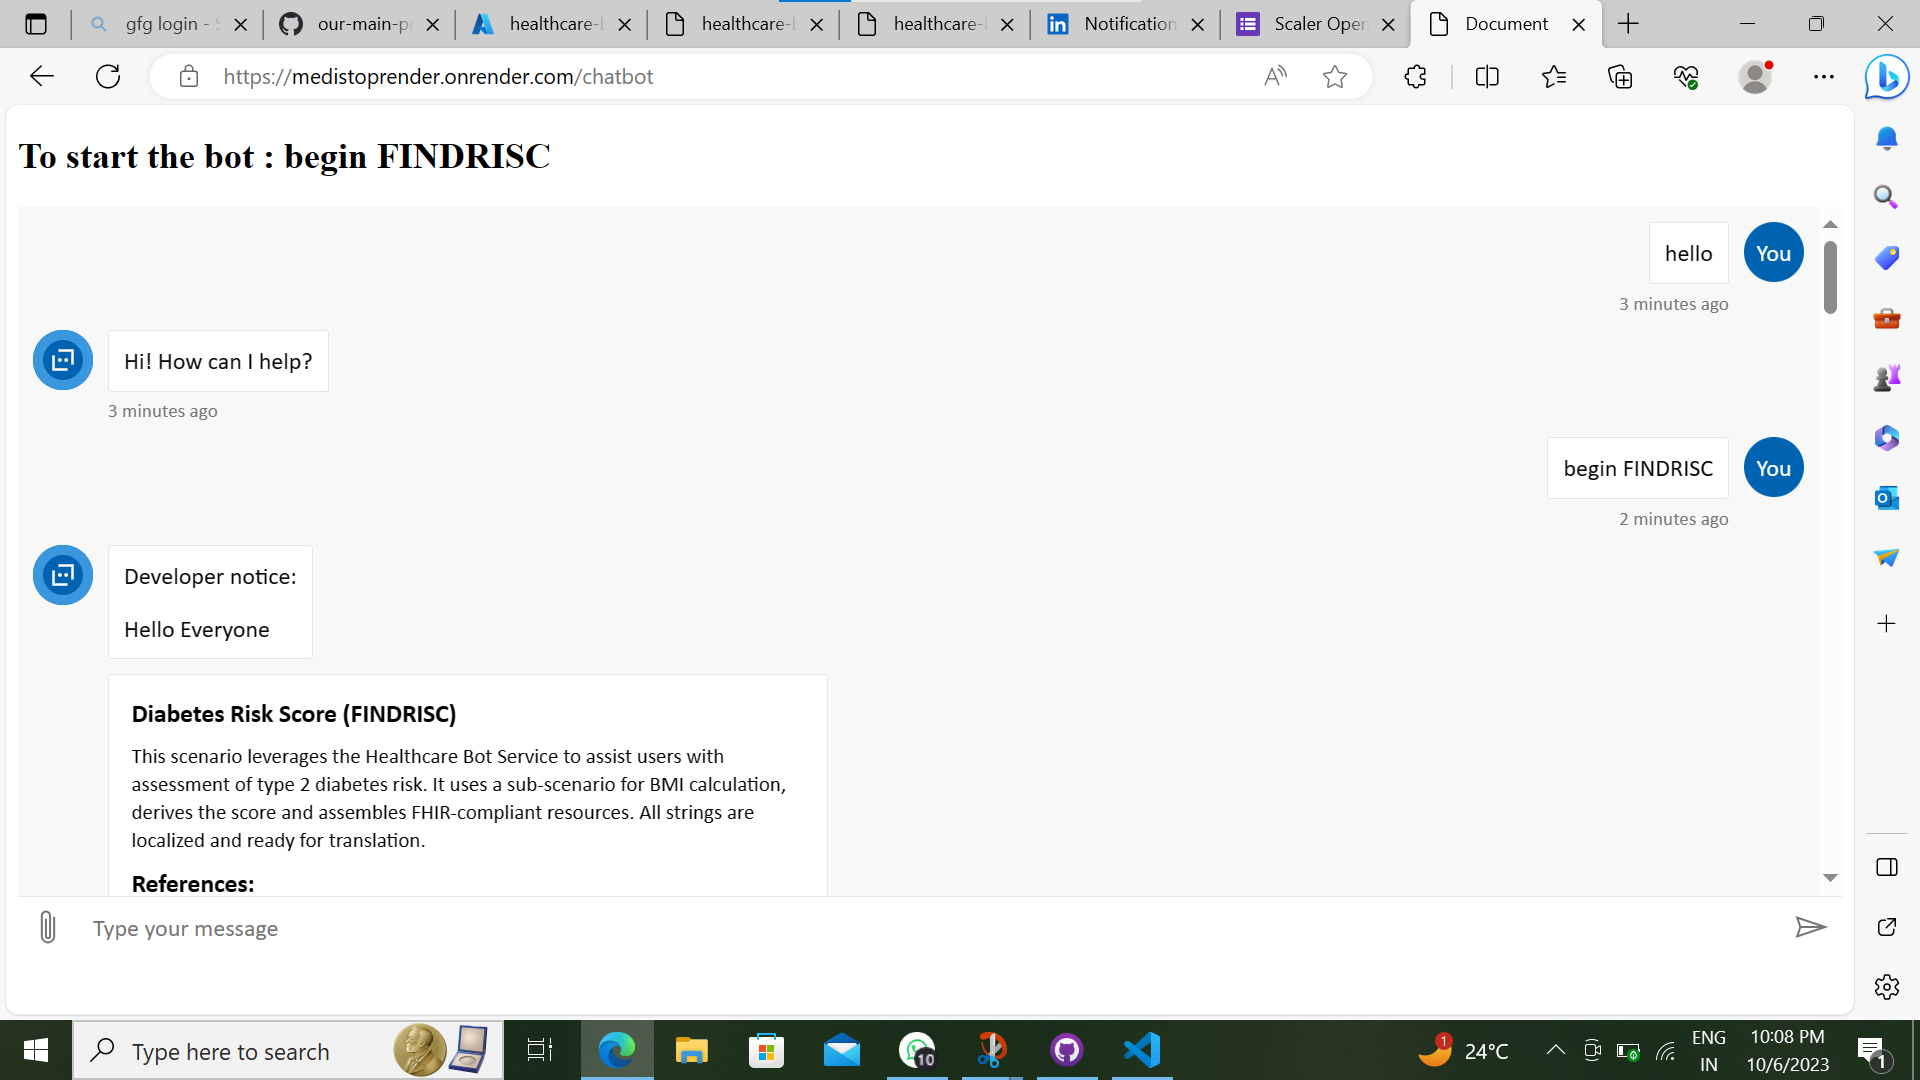 gfg login - S
our-main-pr
healthcare-b
healthcare-b
healthcare-b
Notification
Scaler Open
Document
https://medistoprender.onrender.com/chatbot
To start the bot : begin FINDRISC
hello
You
3 minutes ago
Hi! How can I help?
3 minutes ago
begin FINDRISC
You
2 minutes ago
Developer notice:
Hello Everyone
Diabetes Risk Score (FINDRISC)
This scenario leverages the Healthcare Bot Service to assist users with
assessment of type 2 diabetes risk. It uses a sub-scenario for BMI calculation,
derives the score and assembles FHIR-compliant resources. All strings are
localized and ready for translation.
References:
Type your message
Type here to search
10
1
24°C
ENG
IN
10:08 PM
10/6/2023
1